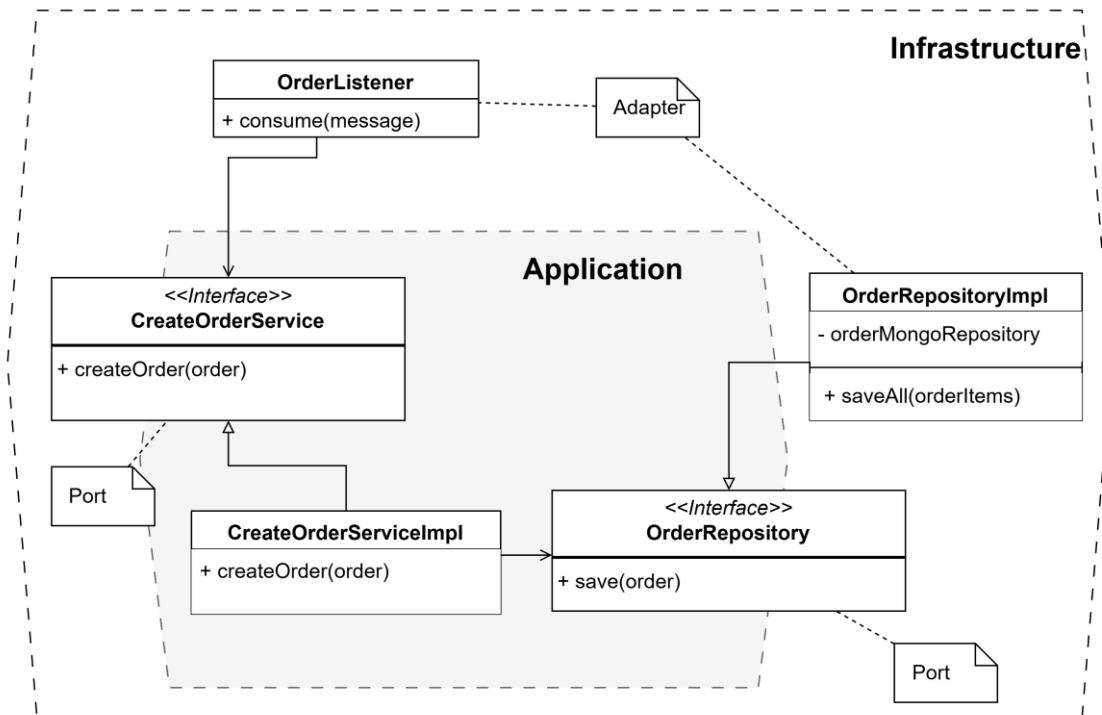 Infrastructure
OrderListener
+ consume(message)
Adapter
Application
<<Interface>>
CreateOrderService
+ createOrder(order)
OrderRepositoryImpl
- orderMongoRepository
+ saveAll(orderItems)
Port
CreateOrderServiceImpl
+ createOrder(order)
<<Interface>>
OrderRepository
+ save(order)
Port